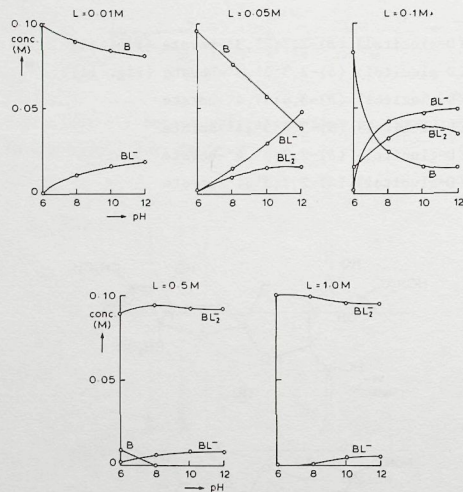 L = 0.01M
L = 0.05M
L = 0.1M
0.10
conc.
(M)
0.05
0
B
BL⁻
6 8 10 12
→ pH
B
BL⁻
BL₂⁻
6 8 10 12
BL⁻
BL₂⁻
B
6 8 10 12
L = 0.5M
L = 1.0M
0.10
conc.
(M)
0.05
0
BL₂⁻
B
BL⁻
6 8 10 12
→ pH
BL₂⁻
BL⁻
6 8 10 12